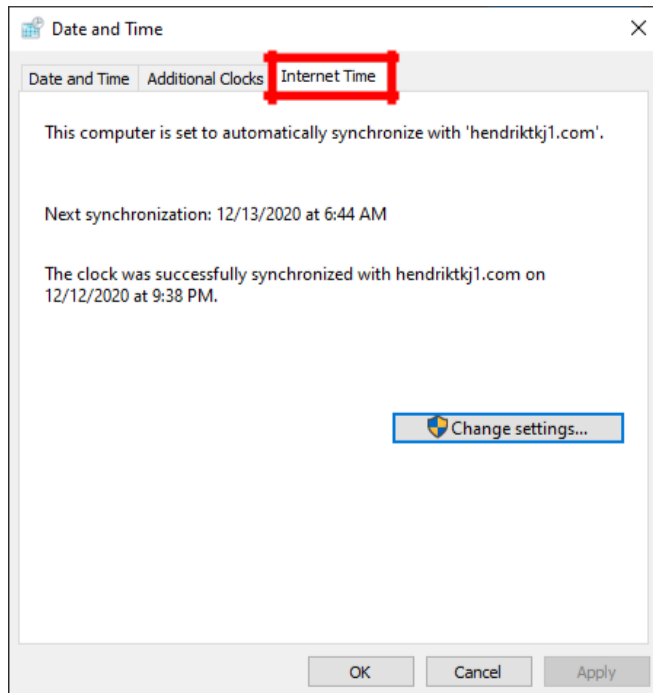 Date and Time
Date and Time Additional Clocks Internet Time
This computer is set to automatically synchronize with 'hendriktkj1.com'.
Next synchronization: 12/13/2020 at 6:44 AM
The clock was successfully synchronized with hendriktkj1.com on
12/12/2020 at 9:38 PM.
Change settings...
OK Cancel Apply